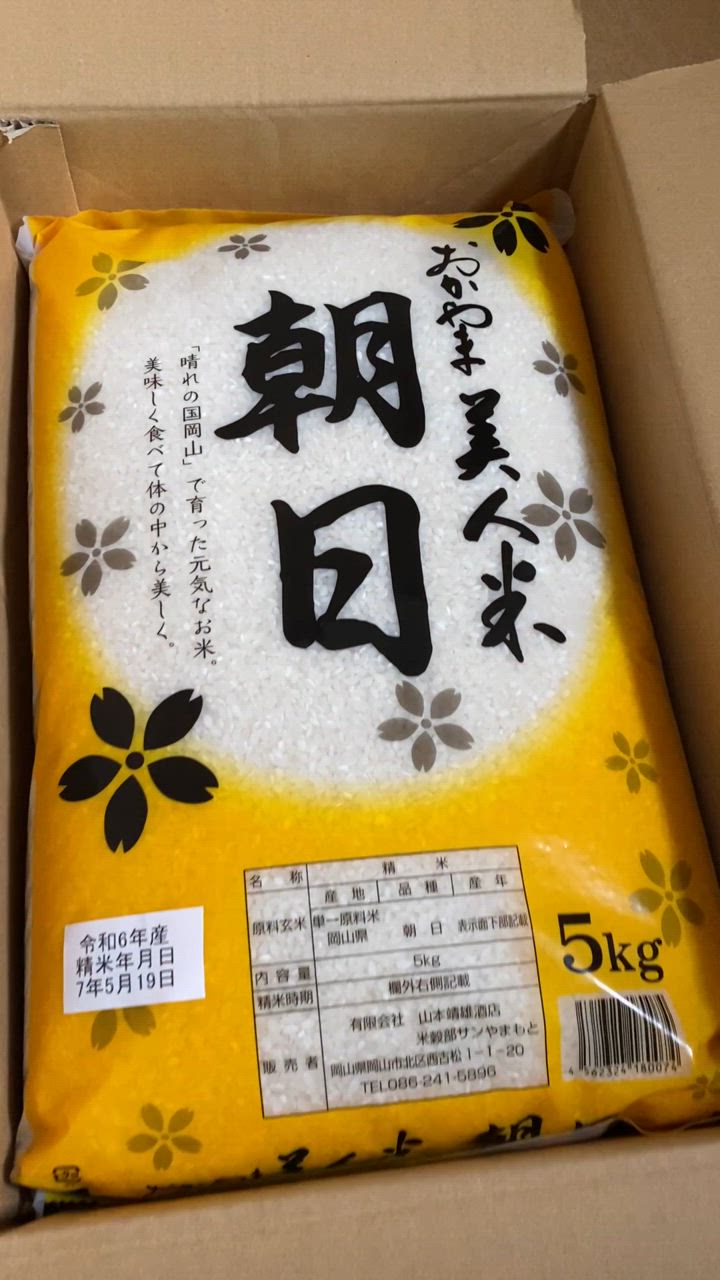 おかやま美人米
朝日
「晴れの国岡山」で育った元気なお米。
美味しく食べて体の中から美しく。
令和6年産
精米年月日
7年5月19日
名称 精米
原料玄米 産地 品種 産年
単一原料米
岡山県 朝日 表示面下部記載
内容量 5kg
精米時期 欄外右側記載
販売者 有限会社 山本靖雄酒店
米穀部サンやまもと
岡山県岡山市北区西古松1-1-20
TEL086-241-5896
5kg
4562324180074
美人米 朝